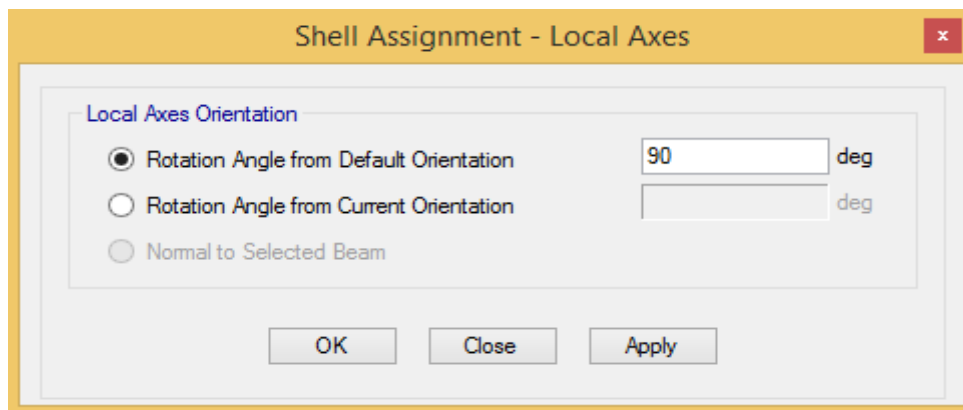 Shell Assignment - Local Axes
x
Local Axes Orientation
Rotation Angle from Default Orientation 90 deg
Rotation Angle from Current Orientation deg
Normal to Selected Beam
OK Close Apply